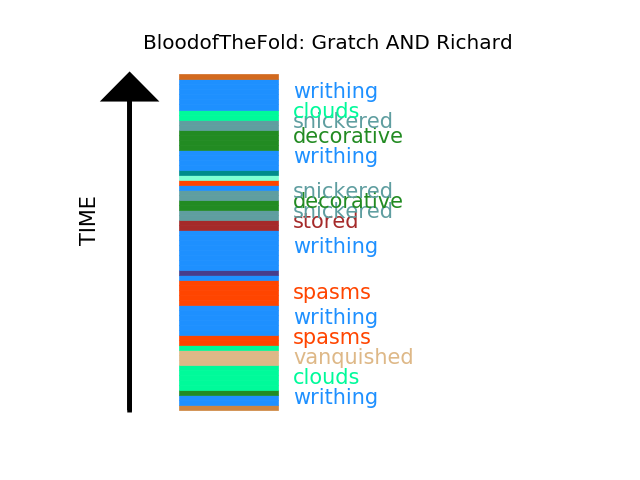 BloodofTheFold: Gratch AND Richard
writhing
clouds
snickered
decorative
writhing
snickered
decorative
snickered
stored
writhing
TIME
spasms
writhing
spasms
vanquished
clouds
writhing